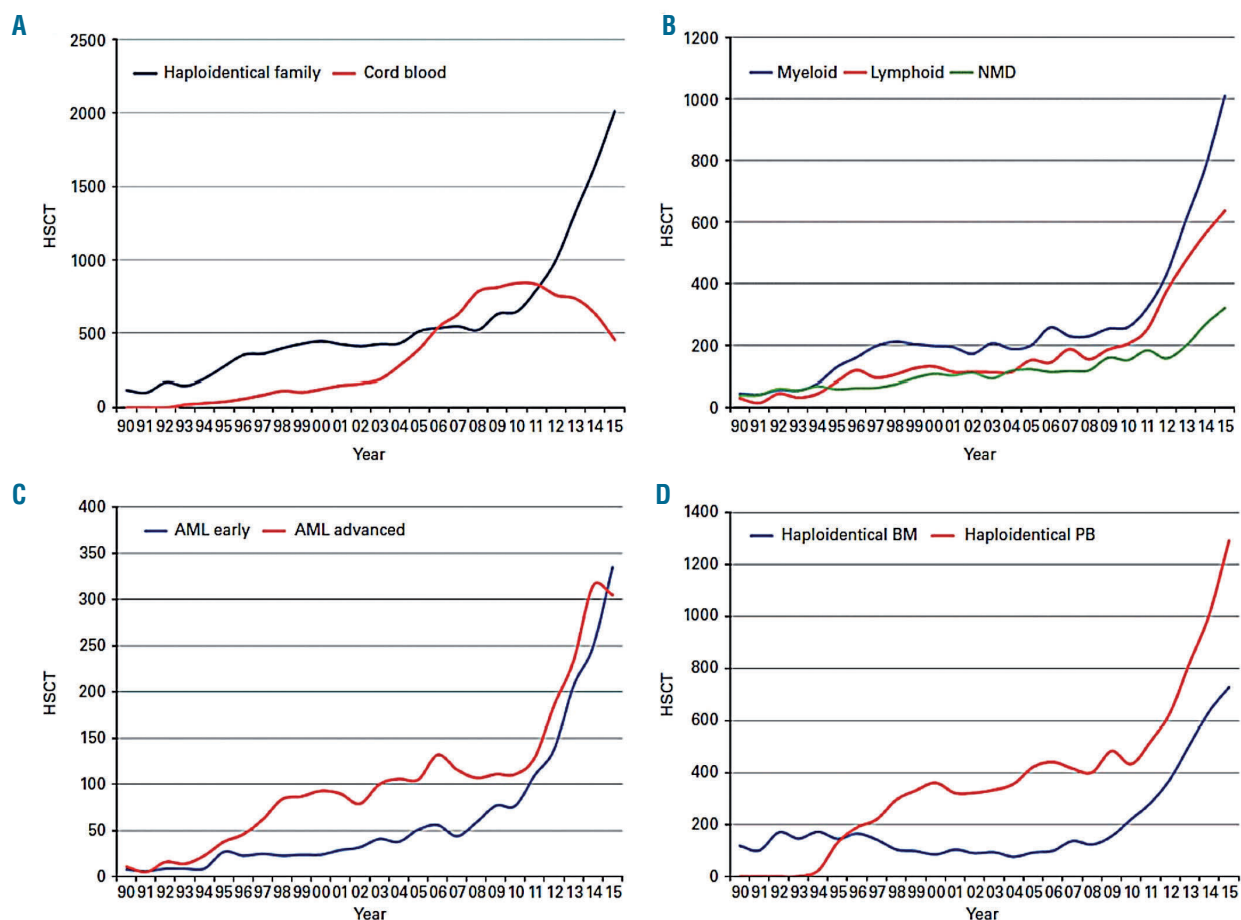 A
2500
Haploidentical family Cord blood
2000
1500
HSCT
1000
500
0
90 91 92 93 94 95 96 97 98 99 00 01 02 03 04 05 06 07 08 09 10 11 12 13 14 15
Year
B
1200
Myeloid Lymphoid NMD
1000
800
HSCT
600
400
200
0
90 91 92 93 94 95 96 97 98 99 00 01 02 03 04 05 06 07 08 09 10 11 12 13 14 15
Year
C
400
AML early AML advanced
350
300
250
HSCT
200
150
100
50
0
90 91 92 93 94 95 96 97 98 99 00 01 02 03 04 05 06 07 08 09 10 11 12 13 14 15
Year
D
1400
Haploidentical BM Haploidentical PB
1200
1000
800
HSCT
600
400
200
0
90 91 92 93 94 95 96 97 98 99 00 01 02 03 04 05 06 07 08 09 10 11 12 13 14 15
Year